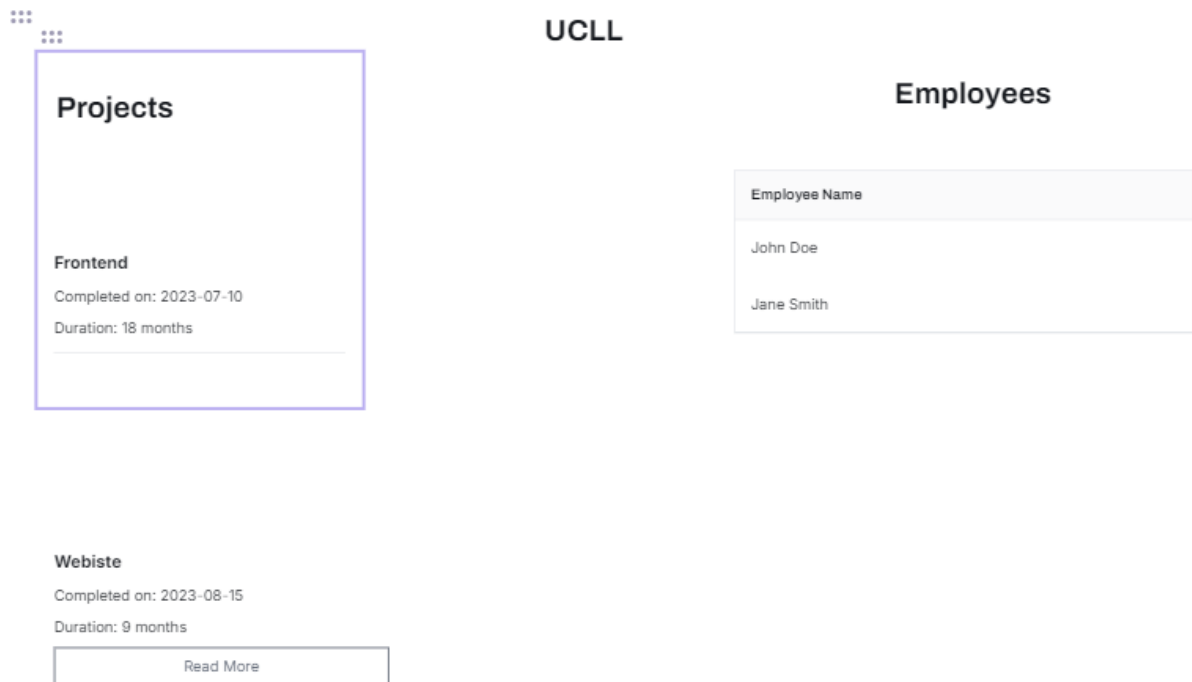 UCLL
Projects
Frontend
Completed on: 2023-07-10
Duration: 18 months
Webiste
Completed on: 2023-08-15
Duration: 9 months
Read More
Employees
Employee Name
John Doe
Jane Smith